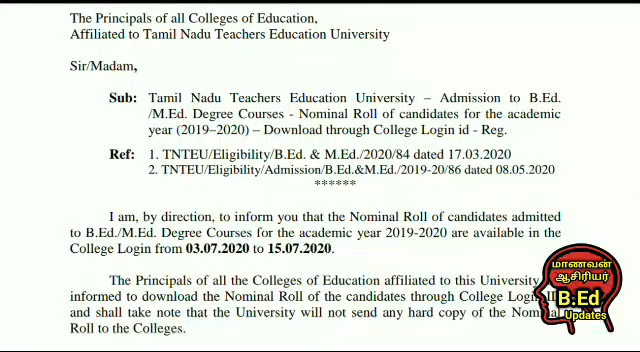 The Principals of all Colleges of Education,
Affiliated to Tamil Nadu Teachers Education University
Sir/Madam,
Sub: Tamil Nadu Teachers Education University – Admission to B.Ed.
/M.Ed. Degree Courses - Nominal Roll of candidates for the academic
year (2019–2020) – Download through College Login id - Reg.
Ref: 1. TNTEU/Eligibility/B.Ed. & M.Ed./2020/84 dated 17.03.2020
2. TNTEU/Eligibility/Admission/B.Ed.&M.Ed./2019-20/86 dated 08.05.2020
******
I am, by direction, to inform you that the Nominal Roll of candidates admitted
to B.Ed./M.Ed. Degree Courses for the academic year 2019-2020 are available in the
College Login from 03.07.2020 to 15.07.2020.
The Principals of all the Colleges of Education affiliated to this University
informed to download the Nominal Roll of the candidates through College Login
and shall take note that the University will not send any hard copy of the Nominal
Roll to the Colleges.
மாணவன்
ஆசிரியர்
B.Ed
Updates